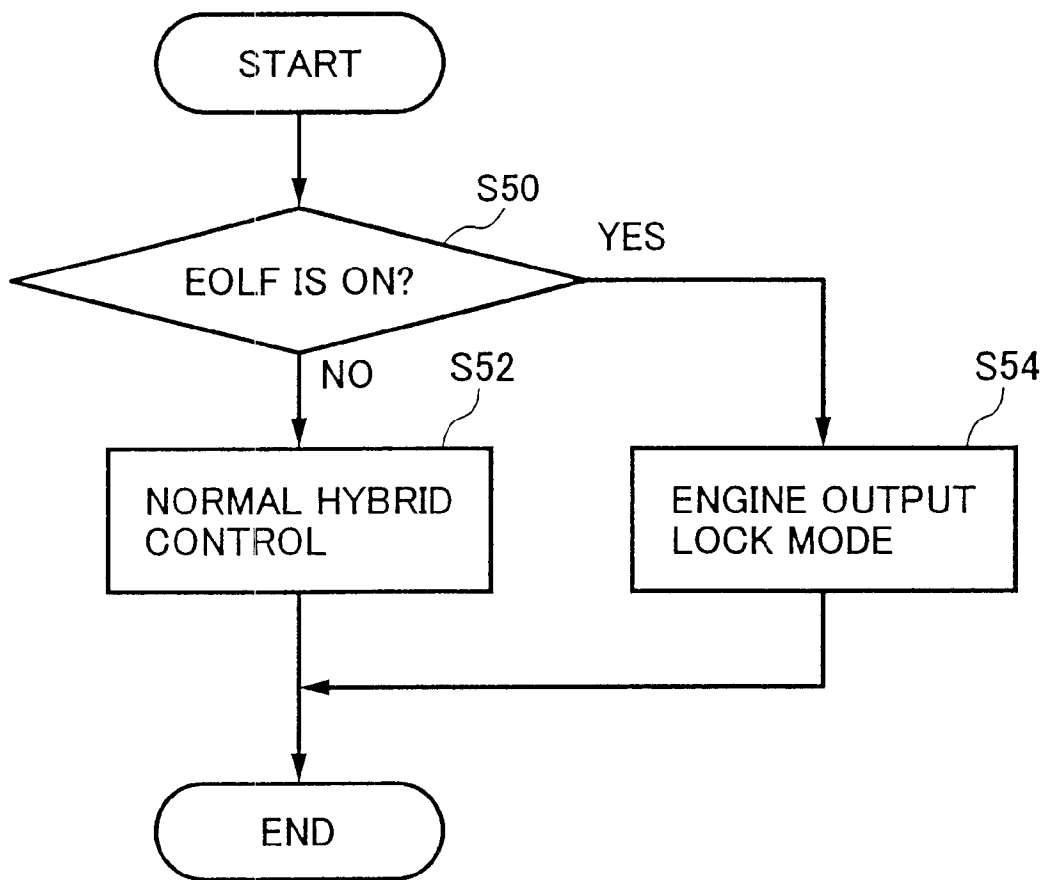 START
S50
YES
EOLF IS ON?
NO
S52
S54
NORMAL HYBRID
CONTROL
ENGINE OUTPUT
LOCK MODE
END